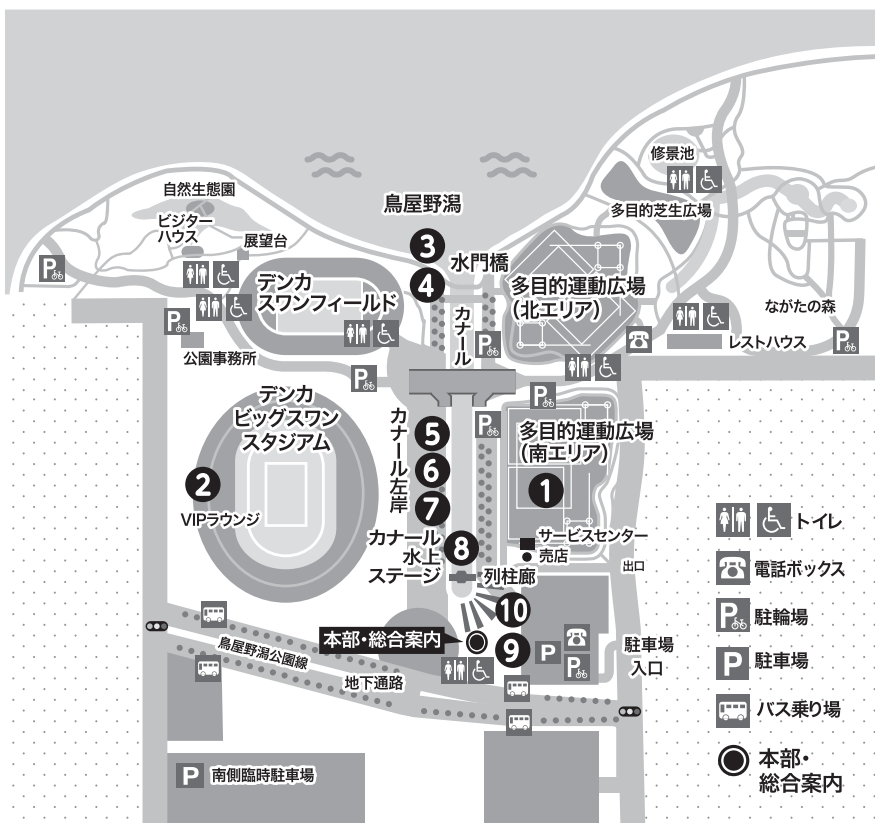 修景池
多目的芝生広場
自然生態園
ビジター
ハウス
展望台
鳥屋野潟
3
4
水門橋
デンカ
スワンフィールド
多目的運動広場
（北エリア）
カナール
ながたの森
レストハウス
公園事務所
P
P
P
P
P
P
デンカ
ビッグスワン
スタジアム
2
VIPラウンジ
カナール左岸
5
6
7
P
多目的運動広場
（南エリア）
1
カナール
水上
ステージ
8
サービスセンター
売店
出口
列柱廊
10
本部・総合案内
9
P
P
駐車場
入口
鳥屋野潟公園線
地下通路
P 南側臨時駐車場
トイレ
電話ボックス
P 駐輪場
P 駐車場
バス乗り場
本部・
総合案内